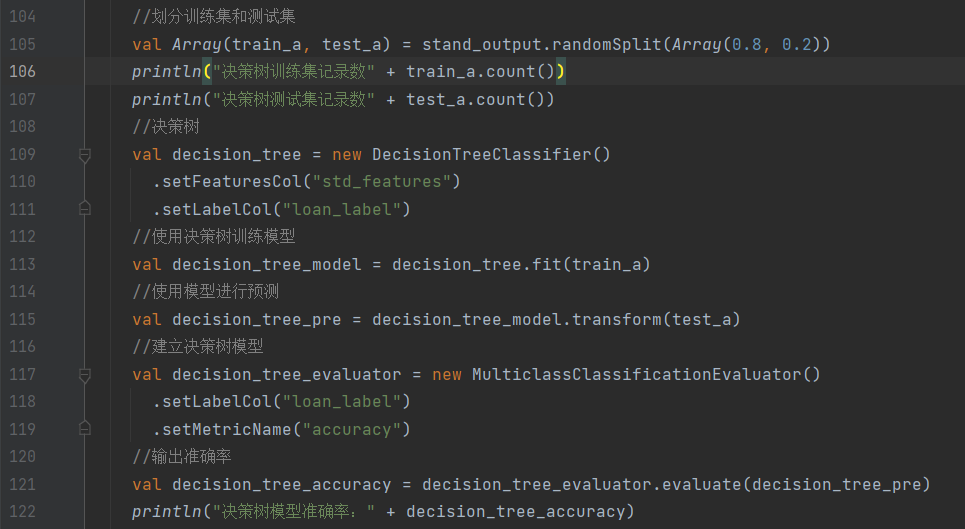 104 //划分训练集和测试集
105 val Array(train_a, test_a) = stand_output.randomSplit(Array(0.8, 0.2))
106 println("决策树训练集记录数" + train_a.count())
107 println("决策树测试集记录数" + test_a.count())
108 //决策树
109 val decision_tree = new DecisionTreeClassifier()
110 .setFeaturesCol("std_features")
111 .setLabelCol("loan_label")
112 //使用决策树训练模型
113 val decision_tree_model = decision_tree.fit(train_a)
114 //使用模型进行预测
115 val decision_tree_pre = decision_tree_model.transform(test_a)
116 //建立决策树模型
117 val decision_tree_evaluator = new MulticlassClassificationEvaluator()
118 .setLabelCol("loan_label")
119 .setMetricName("accuracy")
120 //输出准确率
121 val decision_tree_accuracy = decision_tree_evaluator.evaluate(decision_tree_pre)
122 println("决策树模型准确率：" + decision_tree_accuracy)